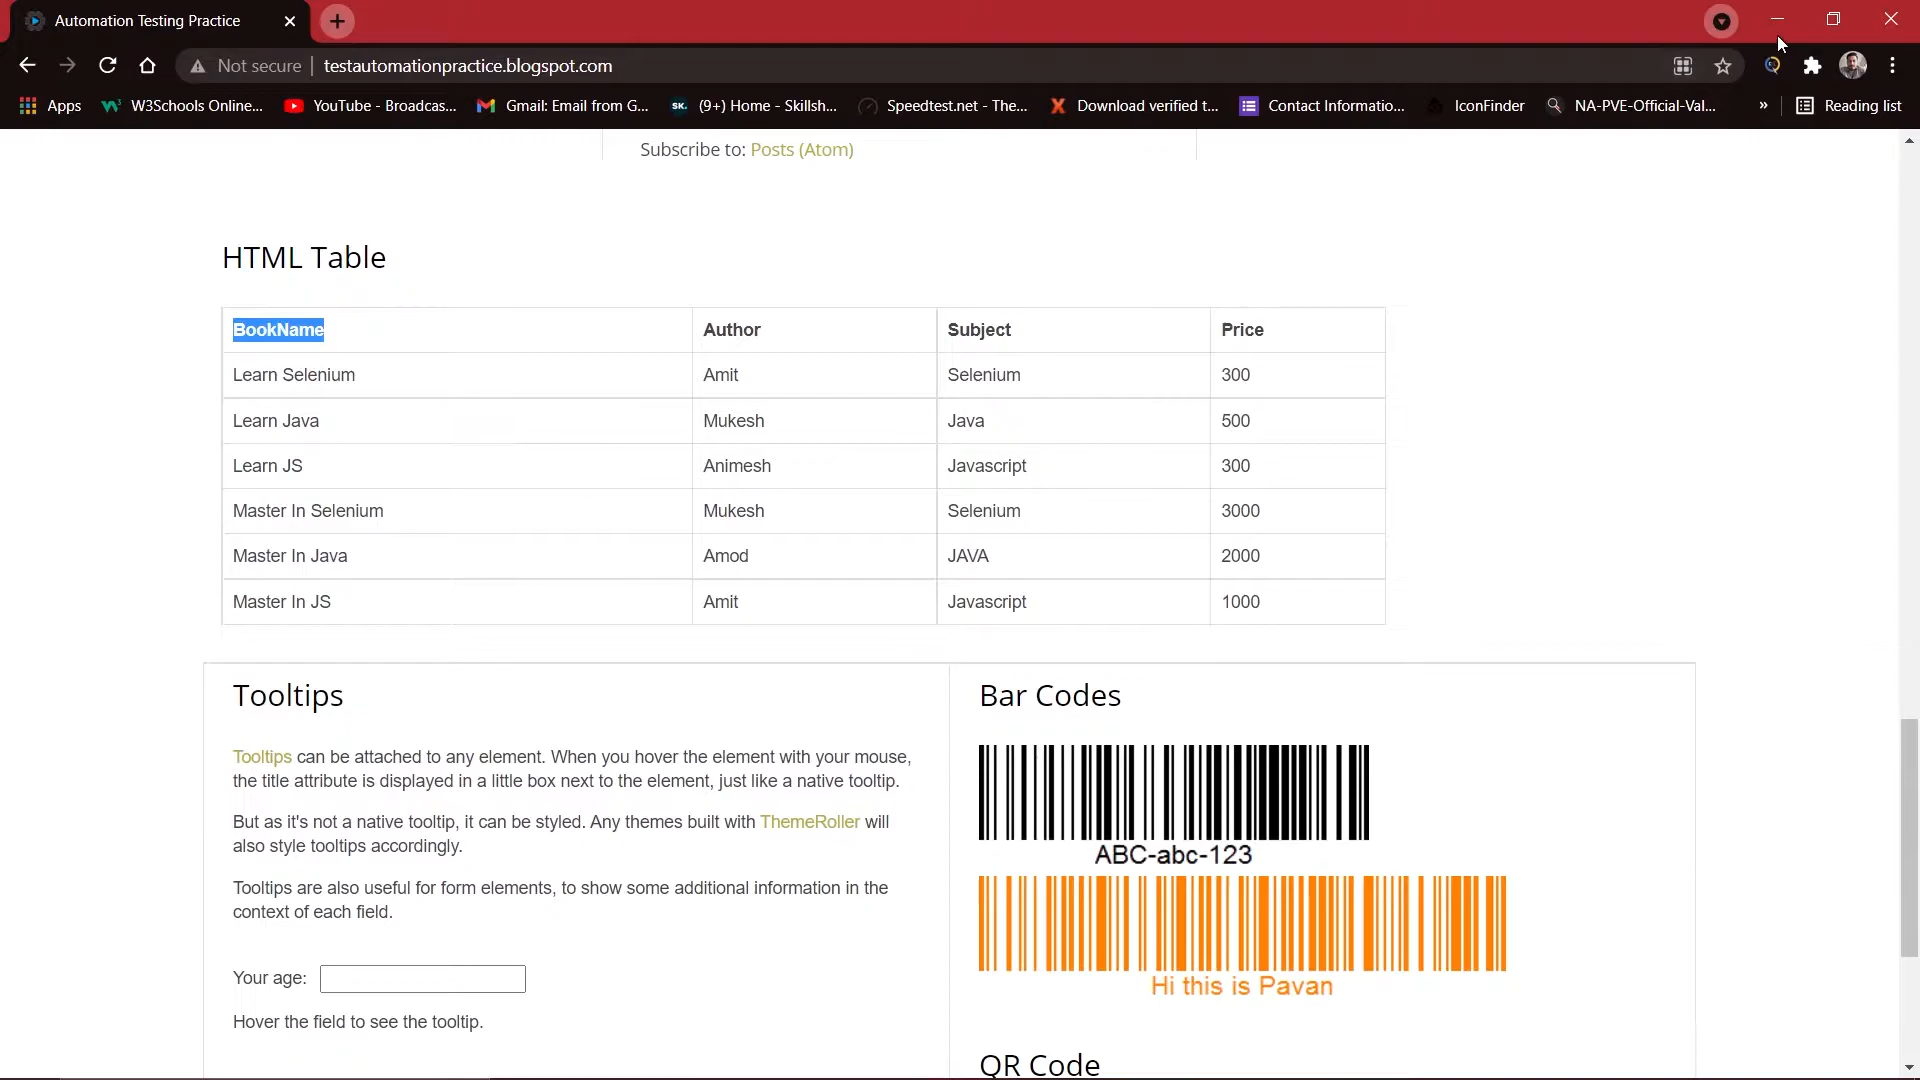 Automation Testing Practice
Not secure testautomationpractice.blogspot.com
Apps W3Schools Online... YouTube - Broadcas... Gmail: Email from G... (9+) Home - Skillsh... Speedtest.net - The... Download verified t... Contact Informatio... IconFinder NA-PVE-Official-Val... » Reading list
Subscribe to: Posts (Atom)
HTML Table
BookName Author Subject Price
Learn Selenium Amit Selenium 300
Learn Java Mukesh Java 500
Learn JS Animesh Javascript 300
Master In Selenium Mukesh Selenium 3000
Master In Java Amod JAVA 2000
Master In JS Amit Javascript 1000
Tooltips
Tooltips can be attached to any element. When you hover the element with your mouse,
the title attribute is displayed in a little box next to the element, just like a native tooltip.
But as it's not a native tooltip, it can be styled. Any themes built with ThemeRoller will
also style tooltips accordingly.
Tooltips are also useful for form elements, to show some additional information in the
context of each field.
Your age:
Hover the field to see the tooltip.
Bar Codes
ABC-abc-123
Hi this is Pavan
QR Code